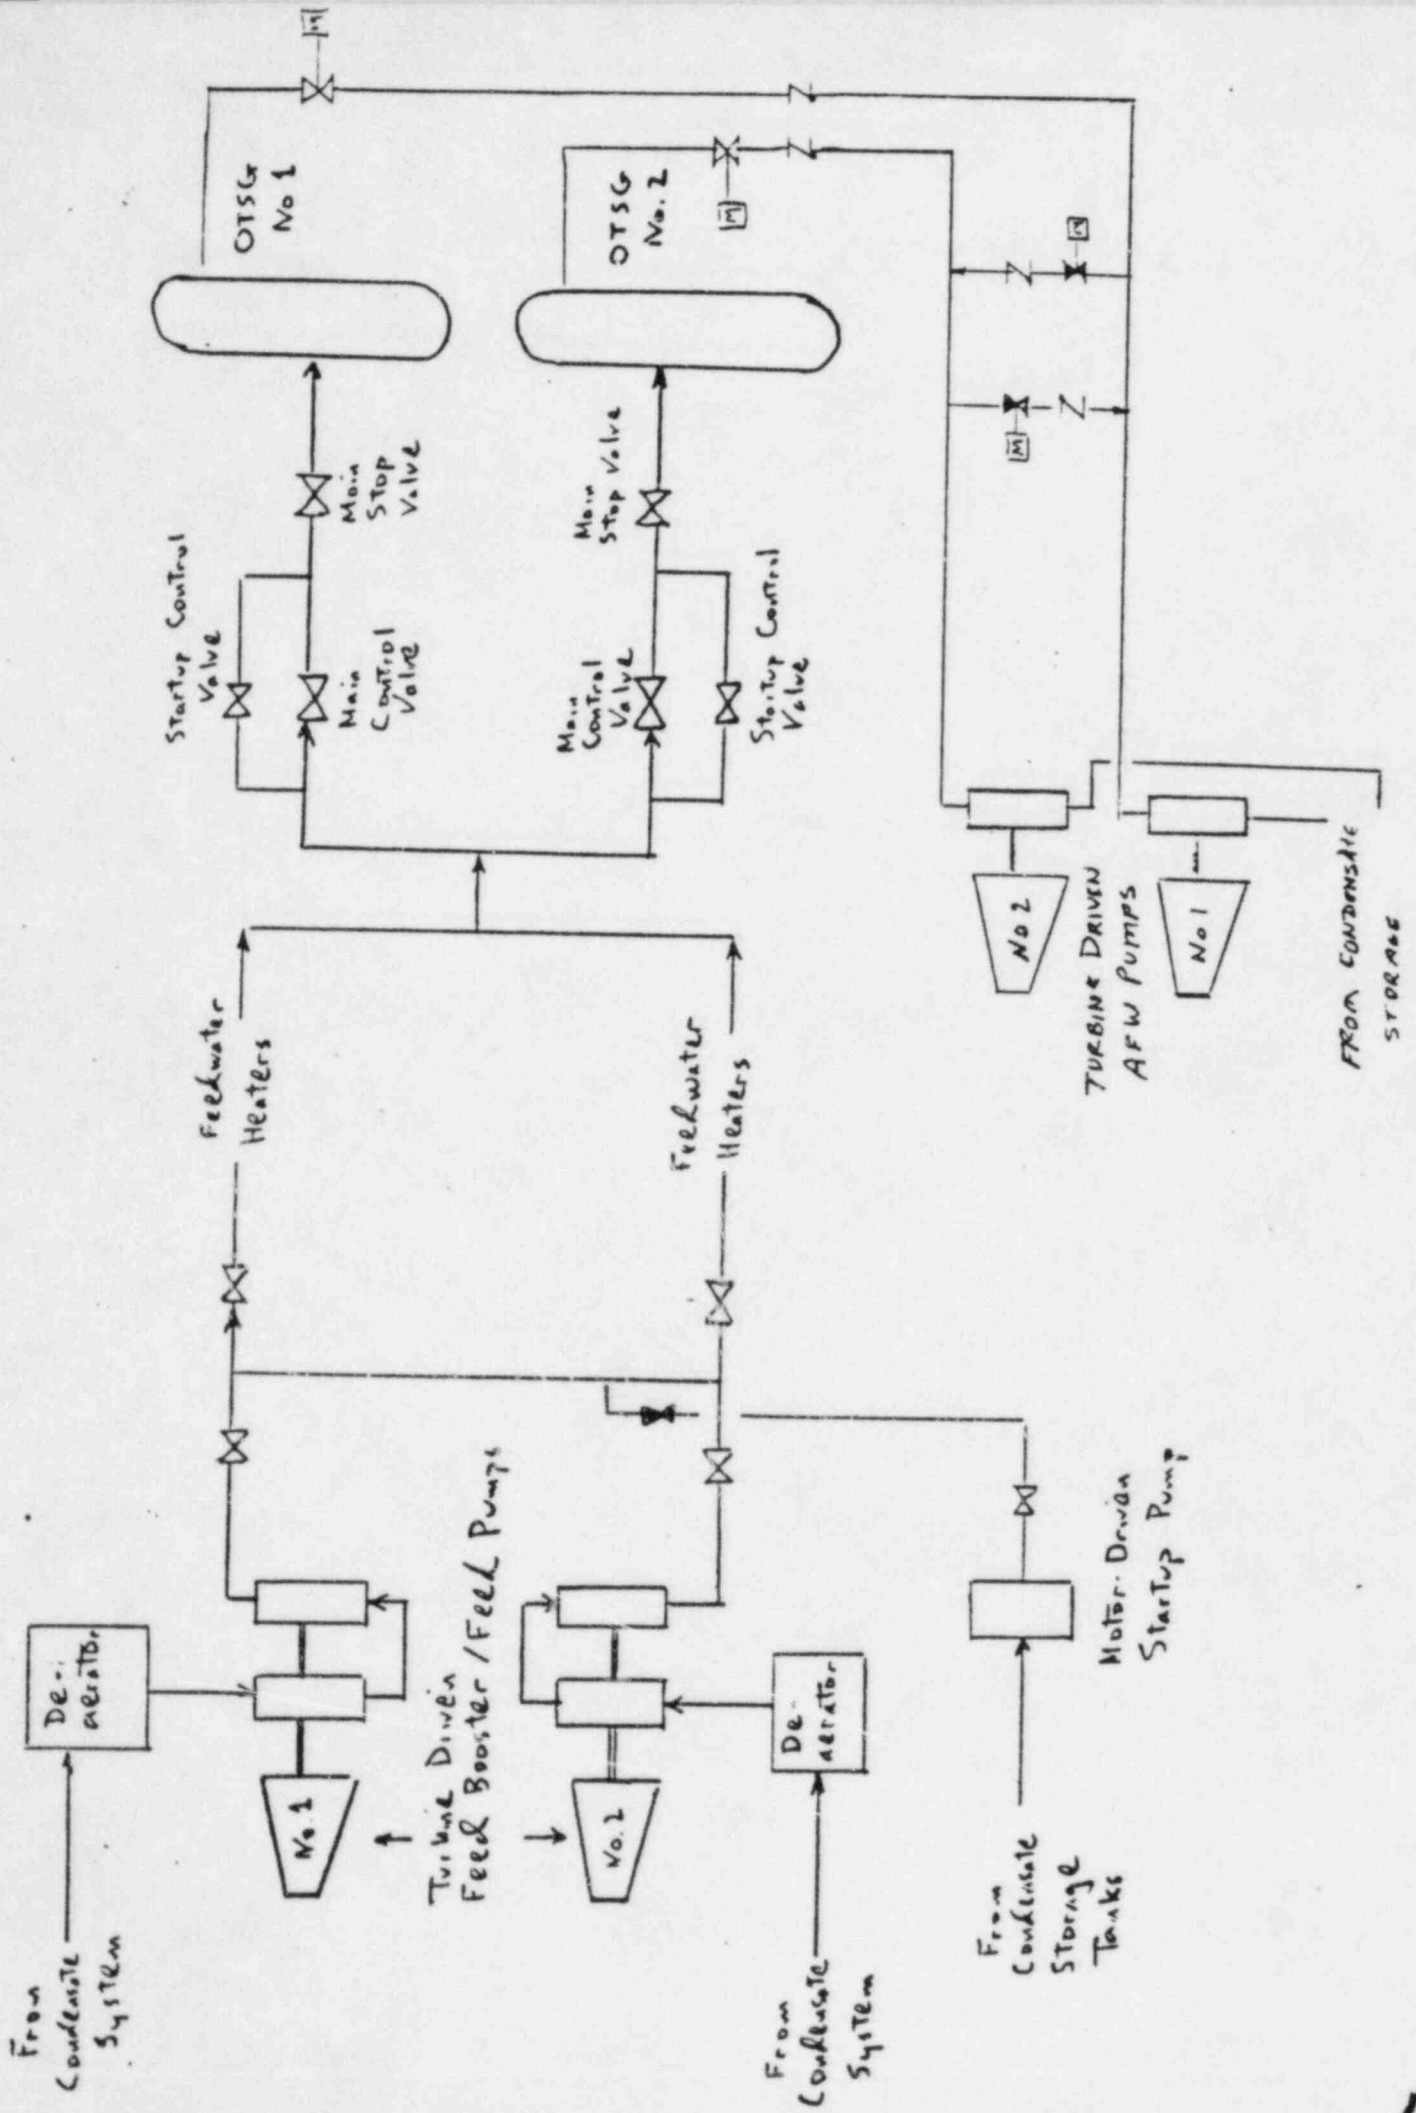 From
Condensate
System
De-
aerator
No. 1
Turbine Driven
Feed Booster / Feed Pumps
No. 2
De-
aerator
From
Condensate
System
From
Condensate
Storage
Tanks
Motor-Driven
Startup Pump
Feedwater
Heaters
Feedwater
Heaters
Startup Control
Valve
Main
Control
Valve
Main
Stop
Valve
OTSG
No 1
M
Main
Control
Valve
Startup Control
Valve
Main
Stop Valve
OTSG
No. 2
M
M
M
No 2
TURBINE DRIVEN
AFW PUMPS
No 1
FROM CONDENSATE
STORAGE